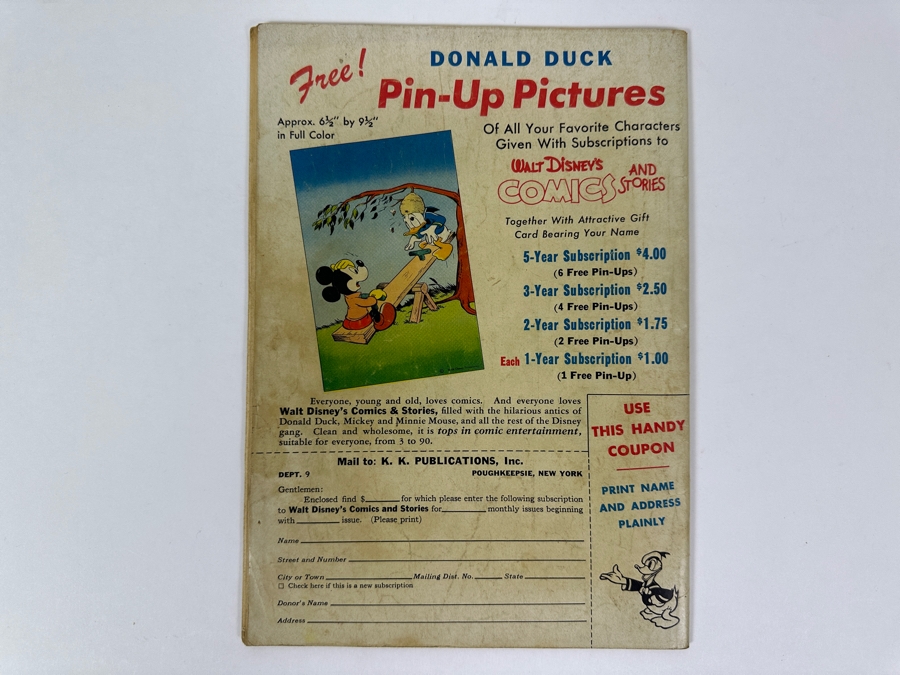 Free!
DONALD DUCK
Pin-Up Pictures
Approx. 6½" by 9½"
in Full Color
Of All Your Favorite Characters
Given With Subscriptions to
WALT DISNEY'S
COMICS AND STORIES
Together With Attractive Gift
Card Bearing Your Name
5-Year Subscription $4.00
(6 Free Pin-Ups)
3-Year Subscription $2.50
(4 Free Pin-Ups)
2-Year Subscription $1.75
(2 Free Pin-Ups)
Each 1-Year Subscription $1.00
(1 Free Pin-Up)
Everyone, young and old, loves comics. And everyone loves
Walt Disney's Comics & Stories, filled with the hilarious antics of
Donald Duck, Mickey and Minnie Mouse, and all the rest of the Disney
gang. Clean and wholesome, it is tops in comic entertainment,
suitable for everyone, from 3 to 90.
USE
THIS HANDY
COUPON
PRINT NAME
AND ADDRESS
PLAINLY
Mail to: K. K. PUBLICATIONS, Inc.
DEPT. 9 POUGHKEEPSIE, NEW YORK
Gentlemen:
Enclosed find $______ for which please enter the following subscription
to Walt Disney's Comics and Stories for______ monthly issues beginning
with______ issue. (Please print)
Name
Street and Number
City or Town______ Mailing Dist. No.______ State______
☐ Check here if this is a new subscription
Donor's Name
Address